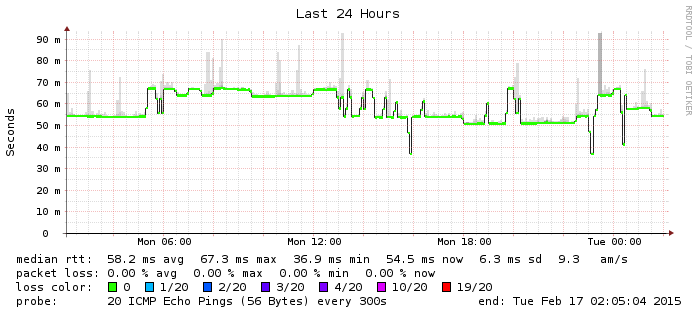 Last 24 Hours
RRDTOOL / TOBI OETIKER
Seconds
90 m
80 m
70 m
60 m
50 m
40 m
30 m
20 m
10 m
0
Mon 06:00 Mon 12:00 Mon 18:00 Tue 00:00
median rtt: 58.2 ms avg 67.3 ms max 36.9 ms min 54.5 ms now 6.3 ms sd 9.3 am/s
packet loss: 0.00 % avg 0.00 % max 0.00 % min 0.00 % now
loss color: 0 1/20 2/20 3/20 4/20 10/20 19/20
probe: 20 ICMP Echo Pings (56 Bytes) every 300s end: Tue Feb 17 02:05:04 2015